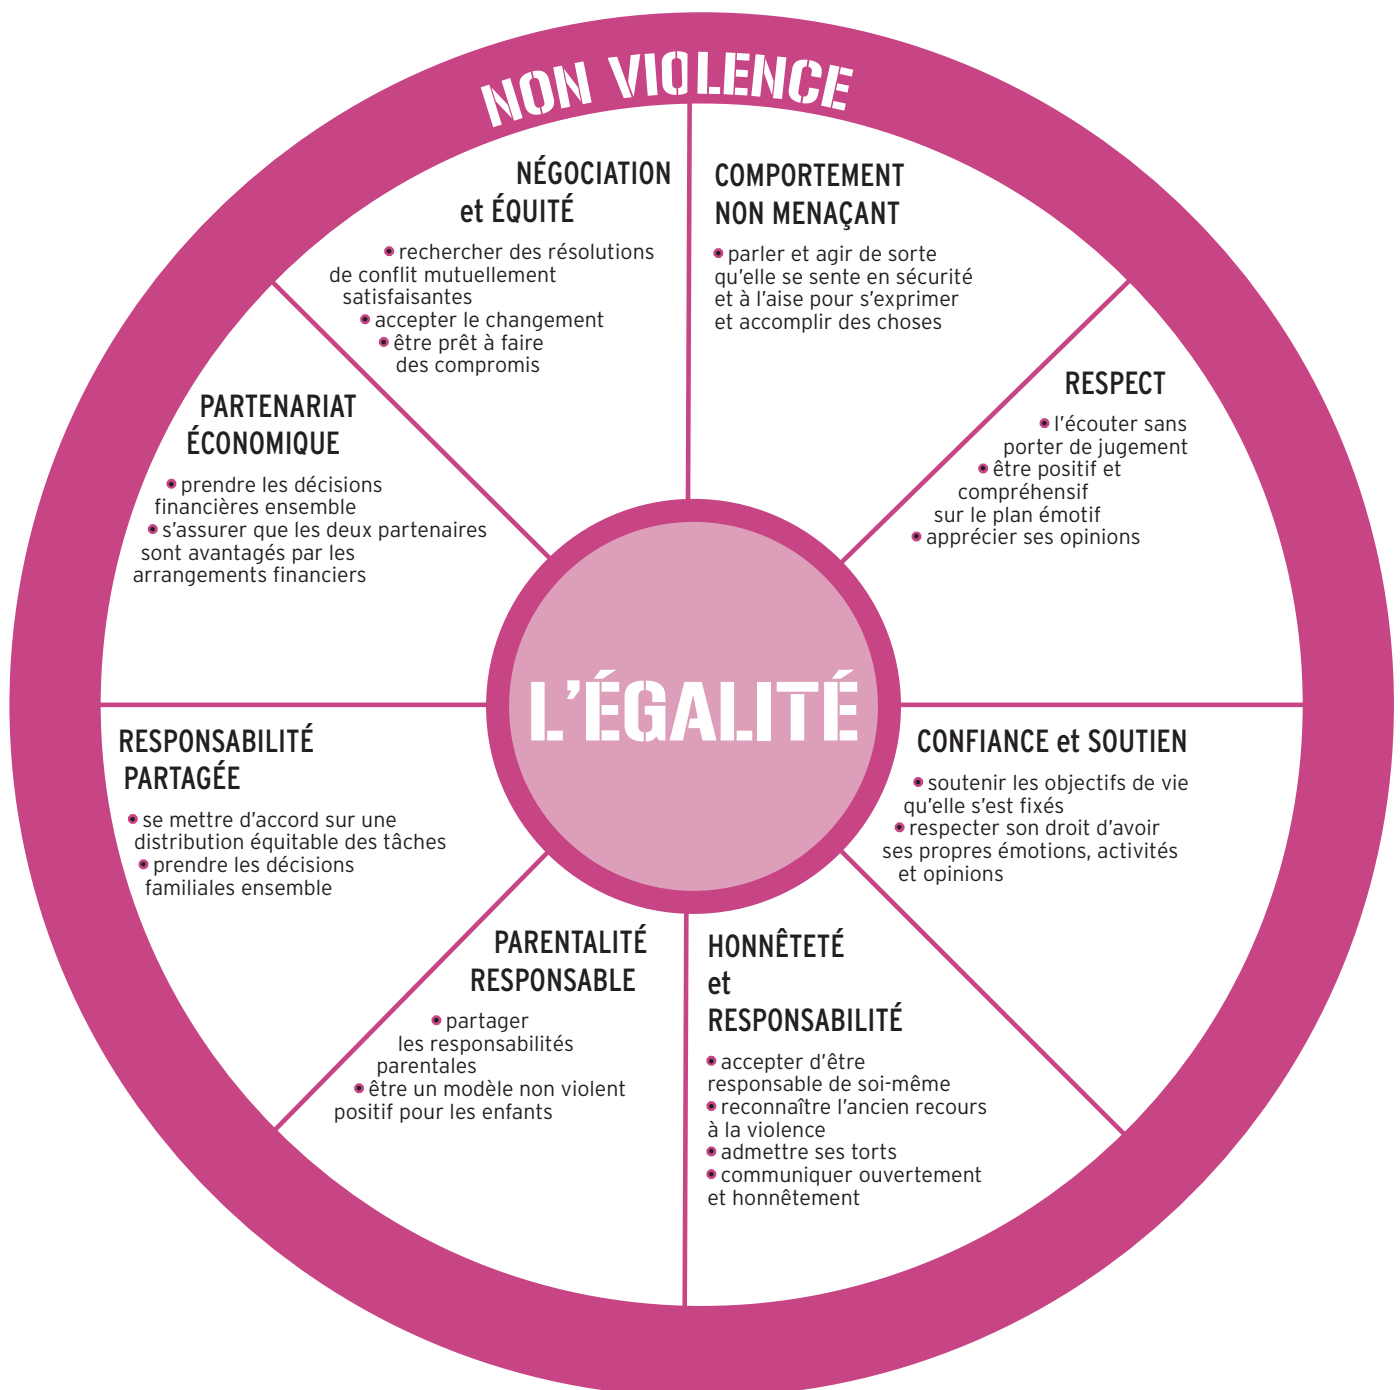 NON VIOLENCE
NÉGOCIATION
et ÉQUITÉ
• rechercher des résolutions
de conflit mutuellement
satisfaisantes
• accepter le changement
• être prêt à faire
des compromis
COMPORTEMENT
NON MENAÇANT
• parler et agir de sorte
qu'elle se sente en sécurité
et à l'aise pour s'exprimer
et accomplir des choses
RESPECT
• l'écouter sans
porter de jugement
• être positif et
compréhensif
sur le plan émotif
• apprécier ses opinions
PARTENARIAT
ÉCONOMIQUE
• prendre les décisions
financières ensemble
• s'assurer que les deux partenaires
sont avantagés par les
arrangements financiers
L'ÉGALITÉ
RESPONSABILITÉ
PARTAGÉE
• se mettre d'accord sur une
distribution équitable des tâches
• prendre les décisions
familiales ensemble
CONFIANCE et SOUTIEN
• soutenir les objectifs de vie
qu'elle s'est fixés
• respecter son droit d'avoir
ses propres émotions, activités
et opinions
PARENTALITÉ
RESPONSABLE
• partager
les responsabilités
parentales
• être un modèle non violent
positif pour les enfants
HONNÊTETÉ
et
RESPONSABILITÉ
• accepter d'être
responsable de soi-même
• reconnaître l'ancien recours
à la violence
• admettre ses torts
• communiquer ouvertement
et honnêtement